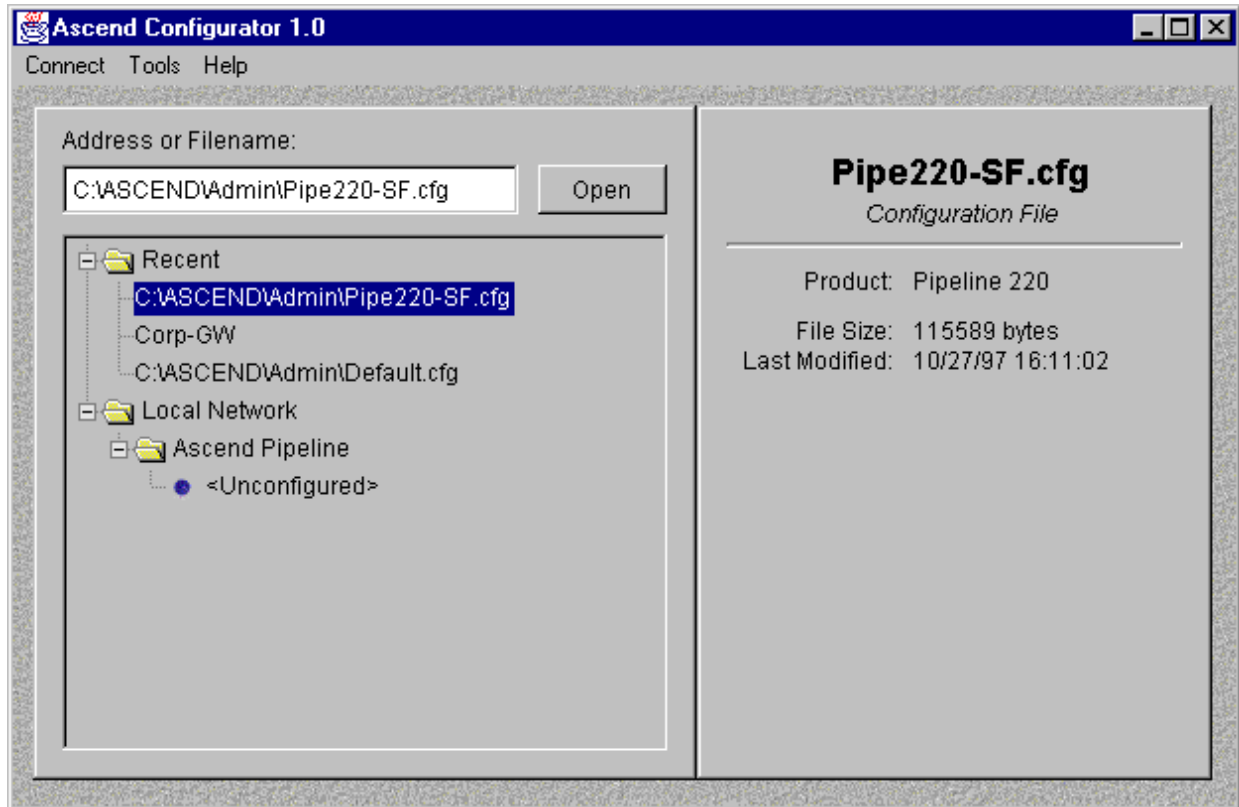 Ascend Configurator 1.0
Connect Tools Help
Address or Filename:
C:\ASCEND\Admin\Pipe220-SF.cfg
Open
Recent
C:\ASCEND\Admin\Pipe220-SF.cfg
Corp-GW
C:\ASCEND\Admin\Default.cfg
Local Network
Ascend Pipeline
<Unconfigured>
Pipe220-SF.cfg
Configuration File
Product: Pipeline 220
File Size: 115589 bytes
Last Modified: 10/27/97 16:11:02